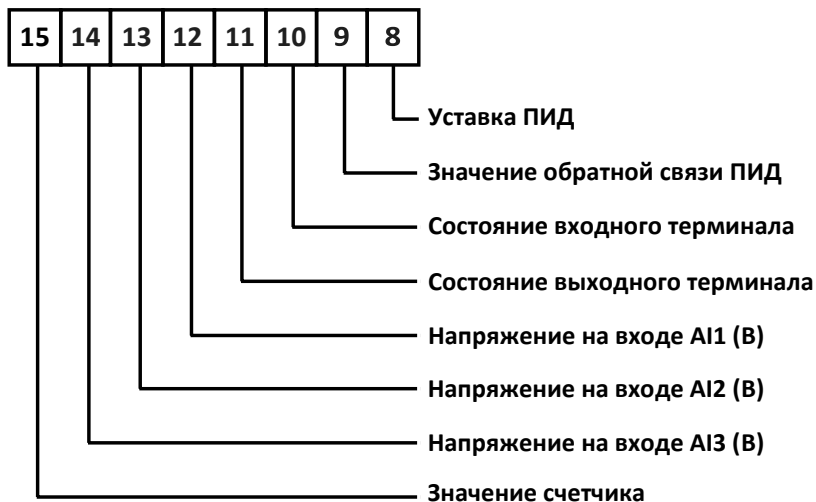 15 14 13 12 11 10 9 8
Уставка ПИД
Значение обратной связи ПИД
Состояние входного терминала
Состояние выходного терминала
Напряжение на входе AI1 (В)
Напряжение на входе AI2 (В)
Напряжение на входе AI3 (В)
Значение счетчика